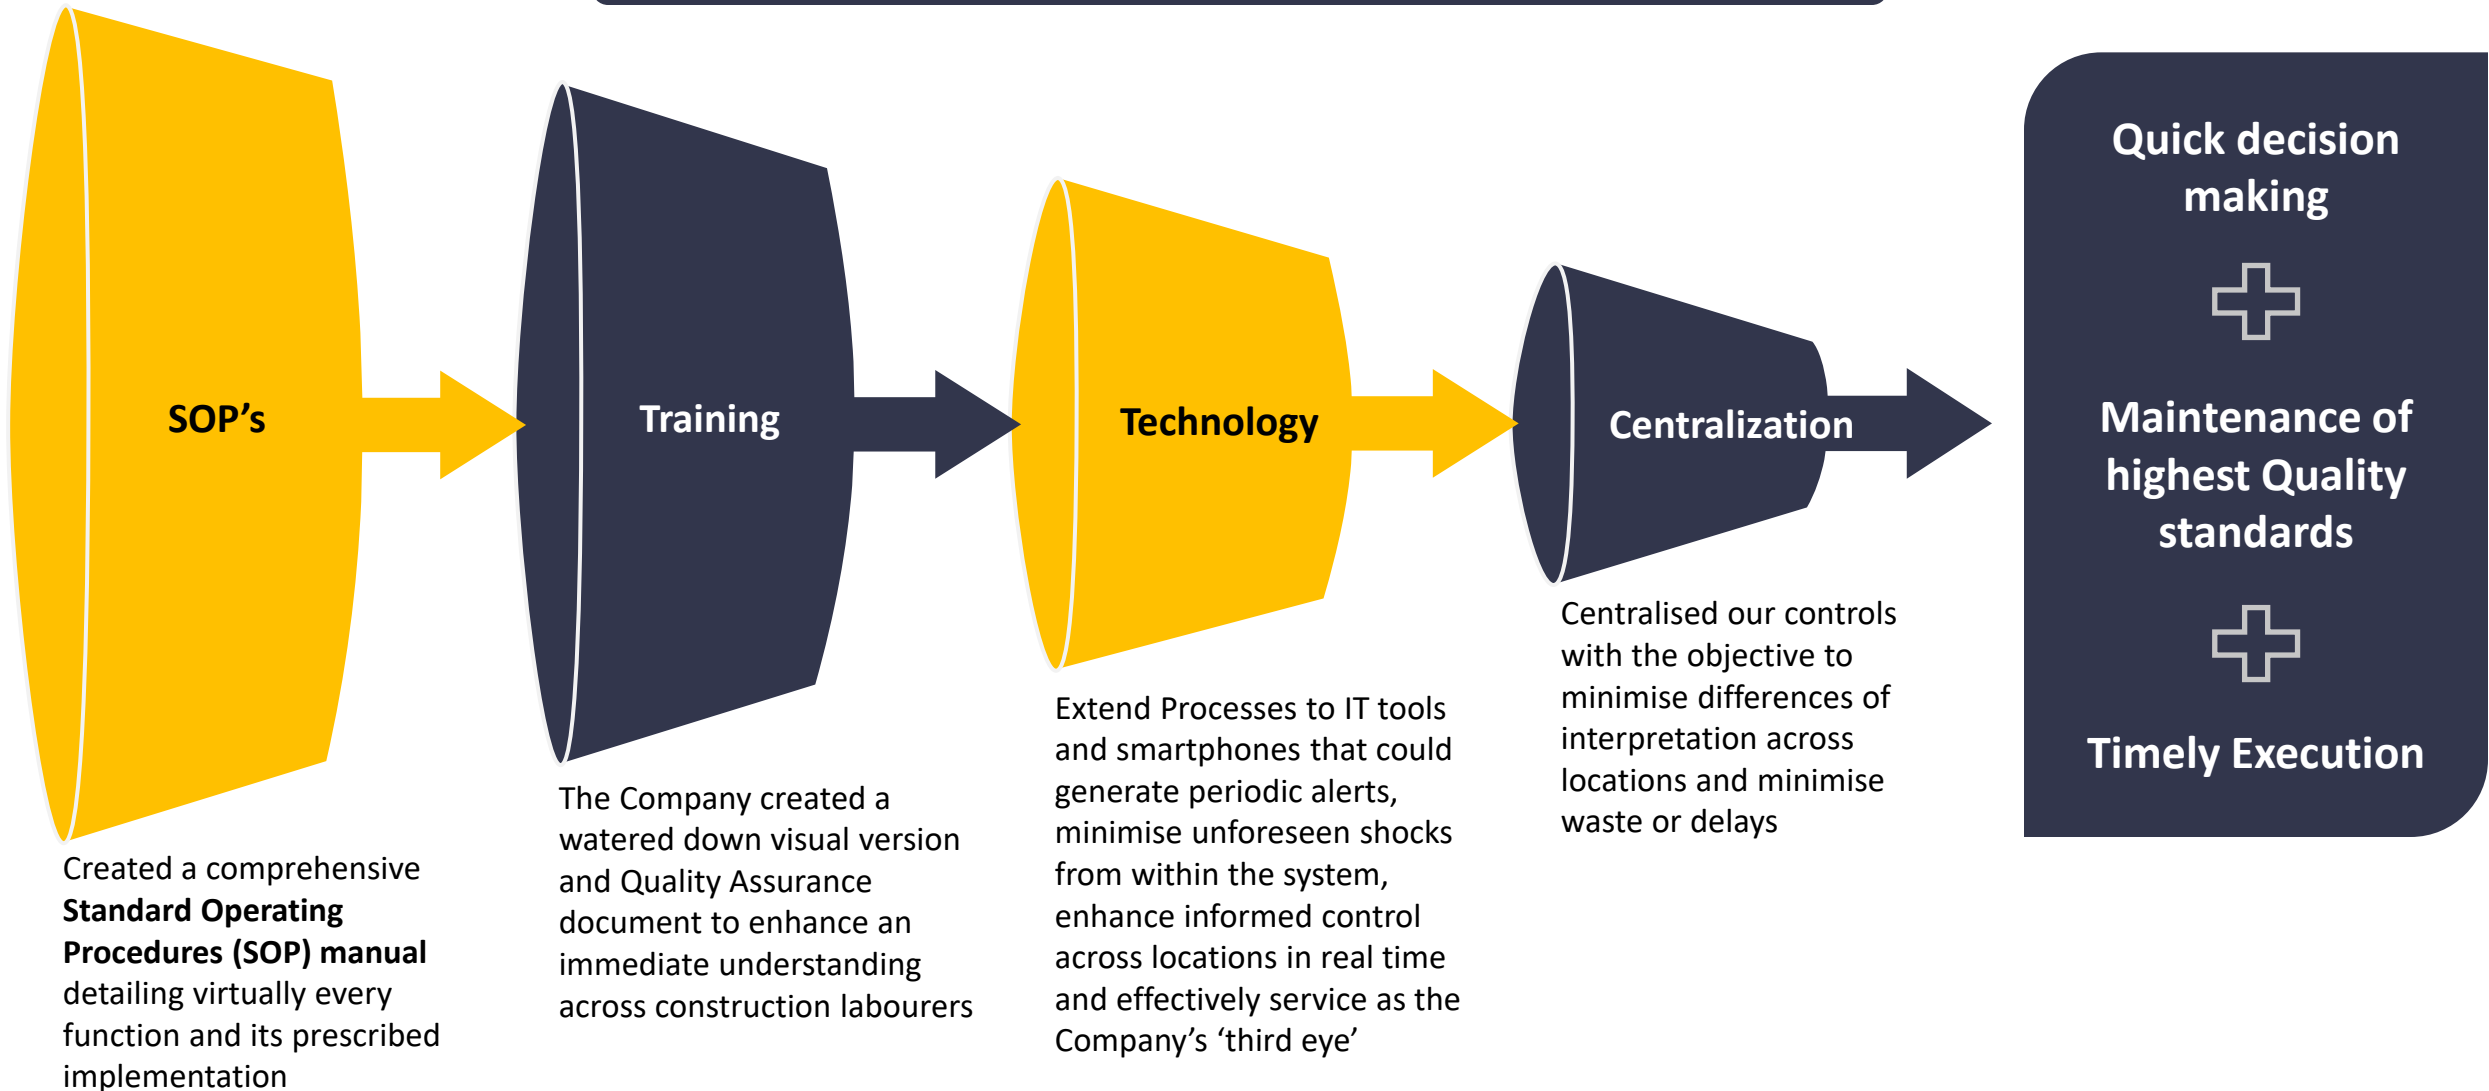 SOP's
Training
Technology
Centralization
Created a comprehensive
Standard Operating
Procedures (SOP) manual
detailing virtually every
function and its prescribed
implementation
The Company created a
watered down visual version
and Quality Assurance
document to enhance an
immediate understanding
across construction labourers
Extend Processes to IT tools
and smartphones that could
generate periodic alerts,
minimise unforeseen shocks
from within the system,
enhance informed control
across locations in real time
and effectively service as the
Company's ‘third eye’
Centralised our controls
with the objective to
minimise differences of
interpretation across
locations and minimise
waste or delays
Quick decision
making
Maintenance of
highest Quality
standards
Timely Execution